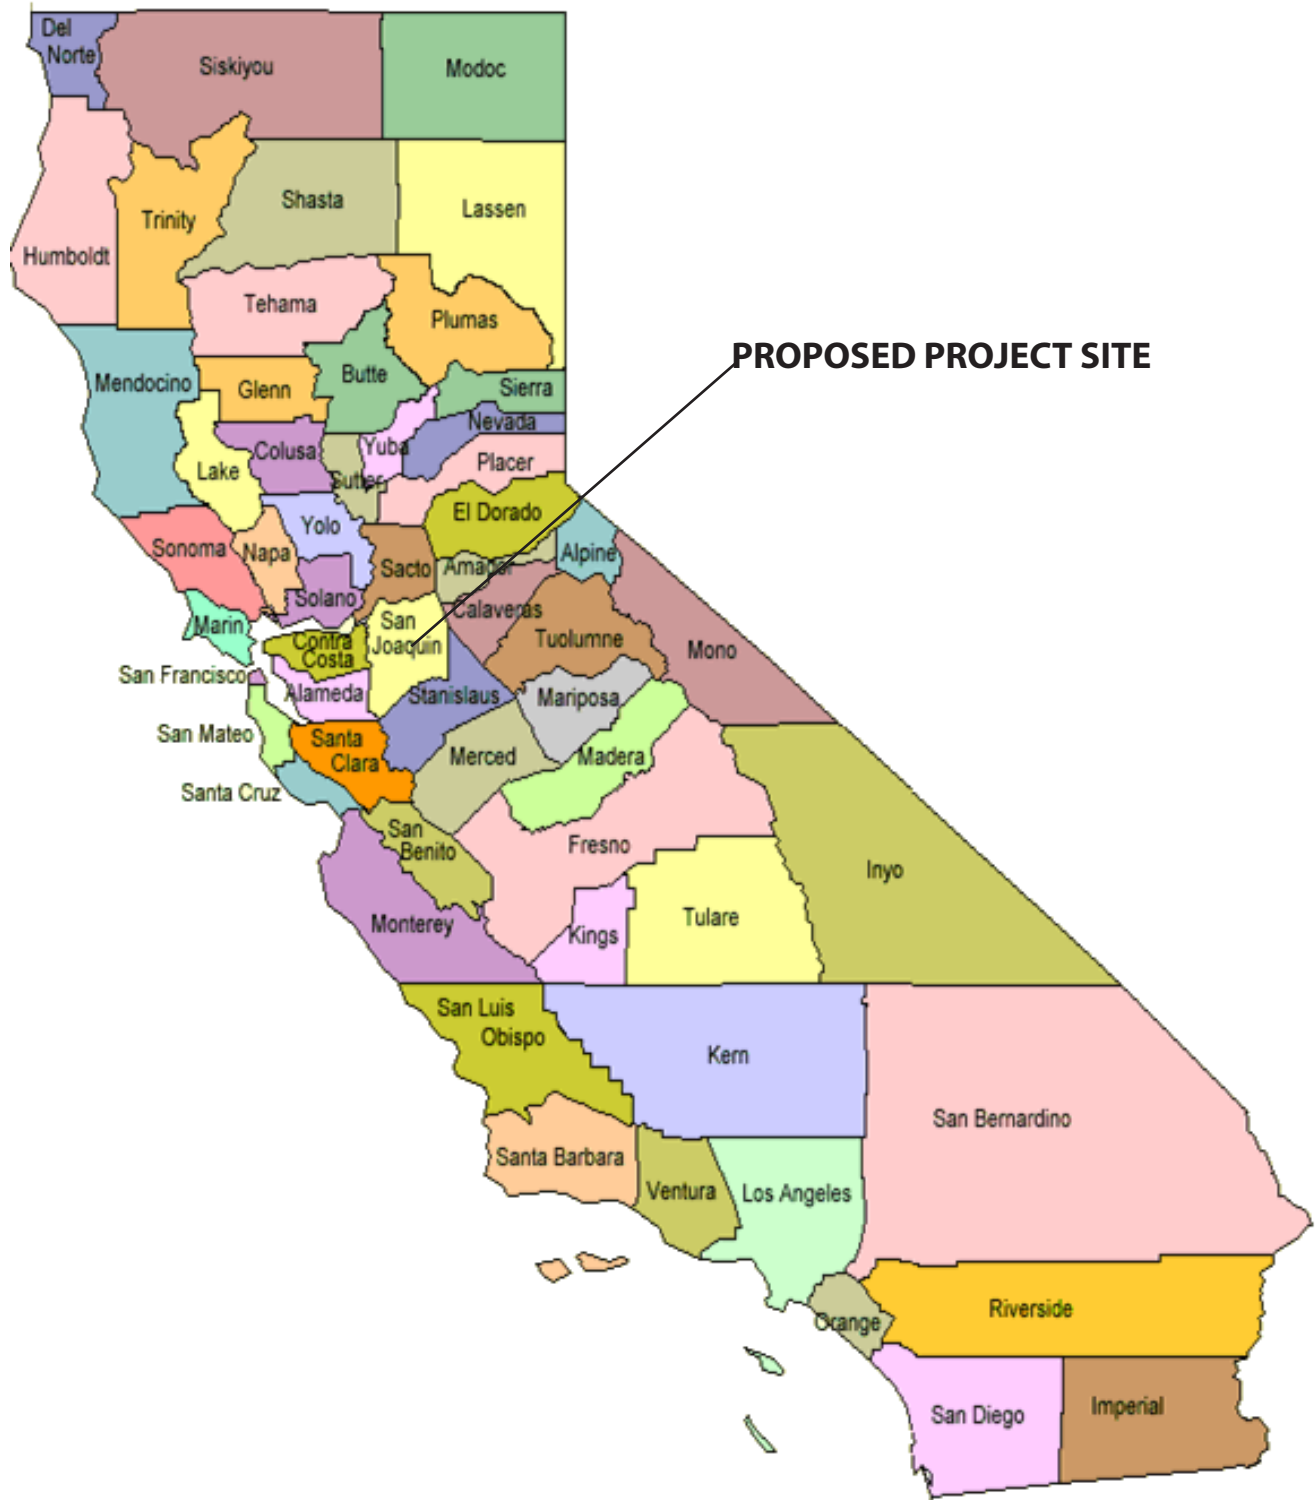 Del
Norte
Siskiyou
Modoc
Shasta
Lassen
Trinity
Humboldt
Tehama
Plumas
PROPOSED PROJECT SITE
Mendocino
Glenn
Butte
Sierra
Nevada
Colusa
Yuba
Placer
Lake
Sutter
El Dorado
Yolo
Sonoma
Napa
Sacto
Amador
Alpine
Solano
Calaveras
Marin
San
Joaquin
Contra
Costa
Tuolumne
Mono
San Francisco
Alameda
Stanislaus
Mariposa
San Mateo
Santa
Clara
Merced
Madera
Santa Cruz
San
Benito
Fresno
Inyo
Monterey
Kings
Tulare
San Luis
Obispo
Kern
San Bernardino
Santa Barbara
Ventura
Los Angeles
Orange
Riverside
San Diego
Imperial